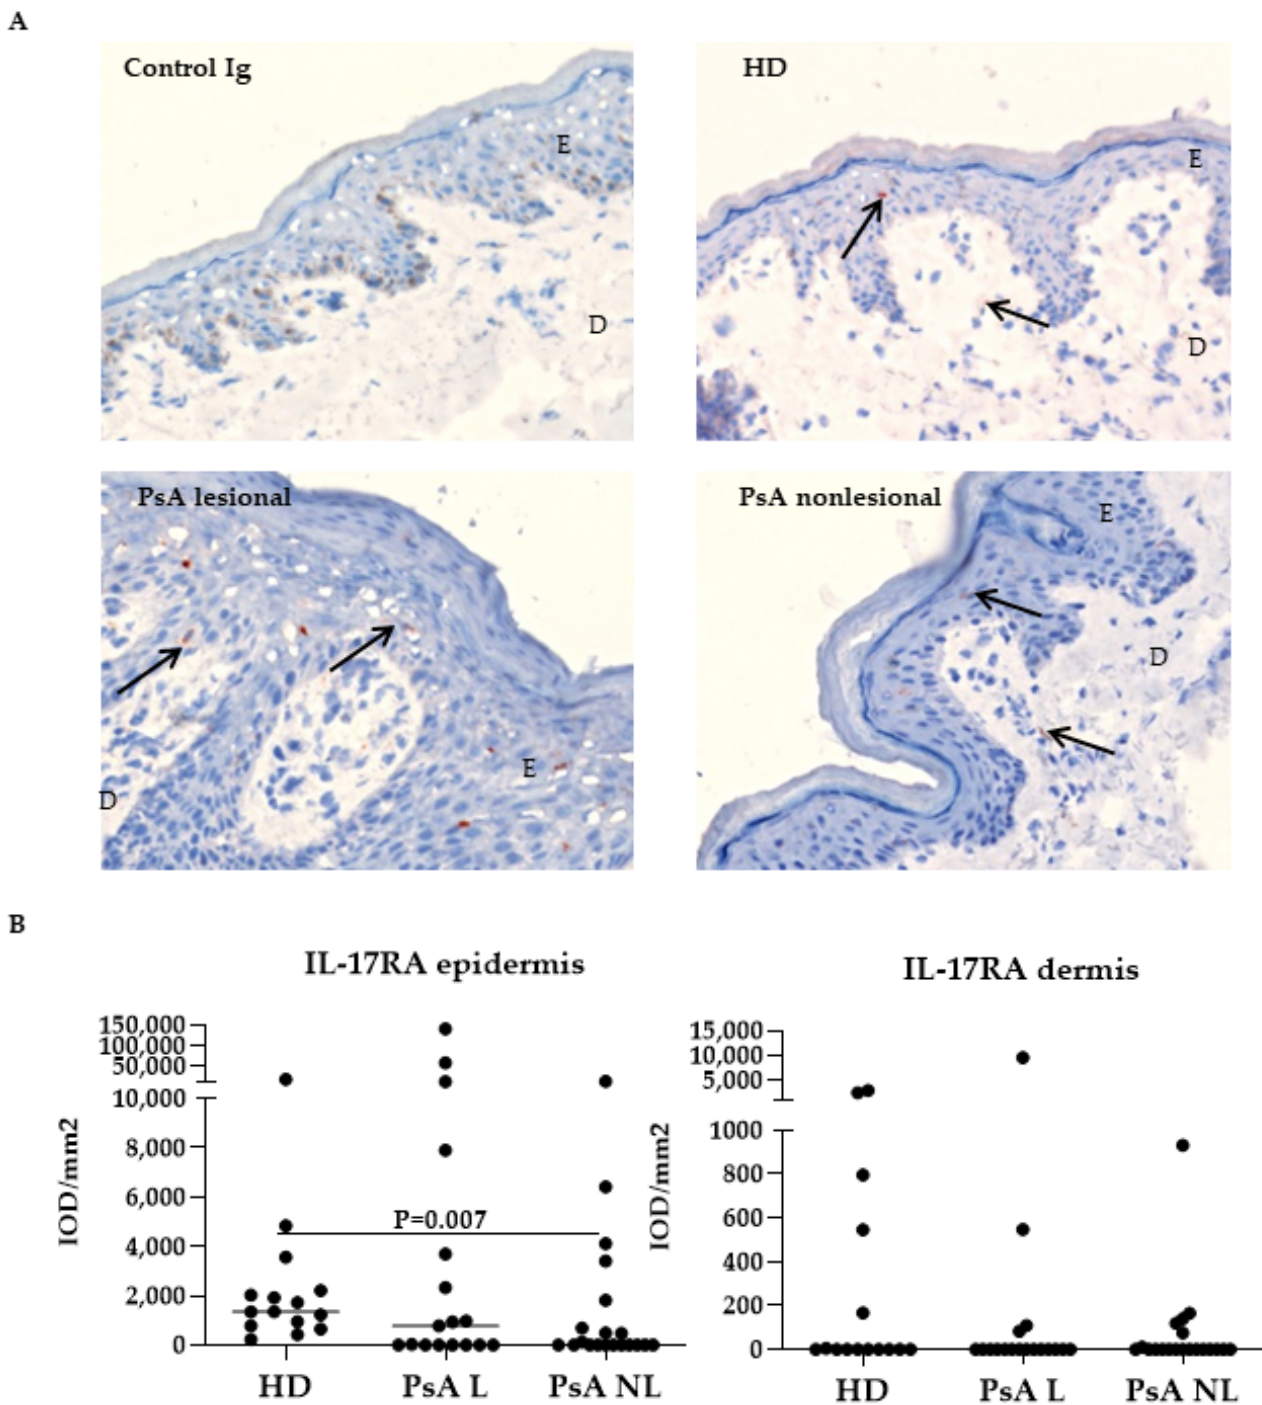 A
Control Ig
E
D
HD
E
D
PsA lesional
E
D
PsA nonlesional
E
D
B
IL-17RA epidermis
IOD/mm2
150,000
100,000
50,000
10,000
8,000
6,000
4,000
2,000
0
P=0.007
HD
PsA L
PsA NL
IL-17RA dermis
IOD/mm2
15,000
10,000
5,000
1000
800
600
400
200
0
HD
PsA L
PsA NL